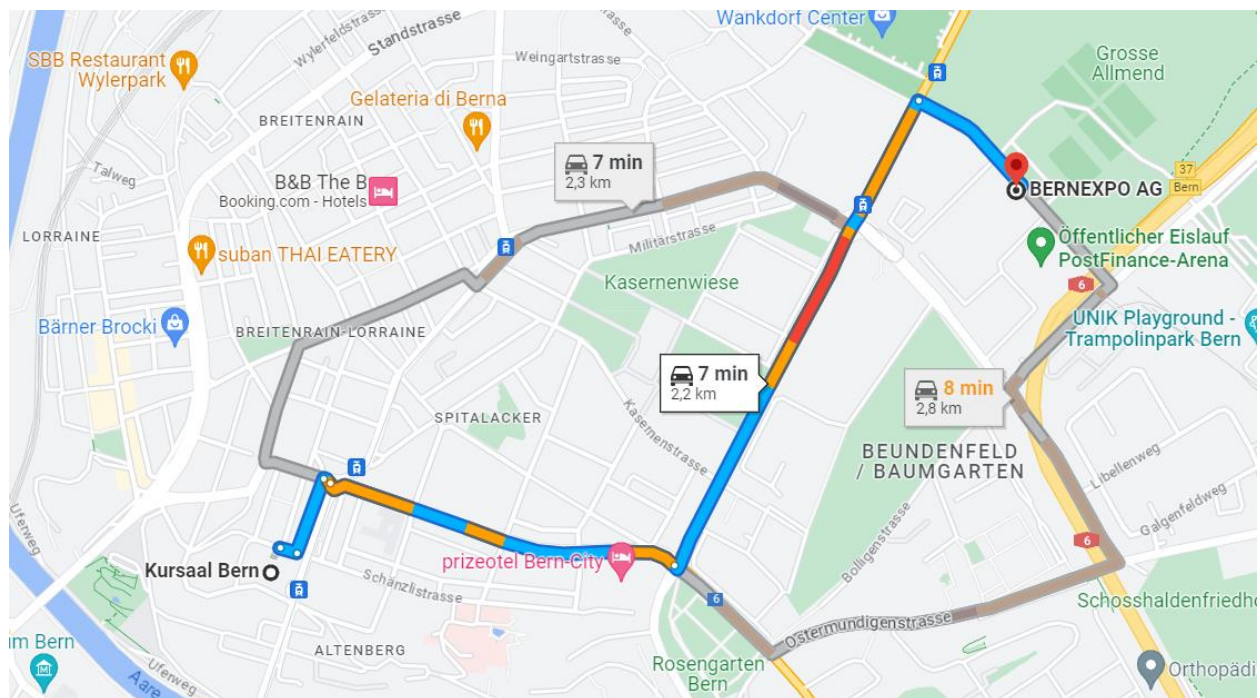 Wankdorf Center
Wylerfeldstrasse
Standstrasse
Weingartstrasse
SBB Restaurant
Wylerpark
Grosse
Allmend
Gelateria di Berna
BREITENRAIN
Talweg
7 min
2,3 km
37
Bern
B&B The B
Booking.com - Hotels
BERNEXPO AG
LORRAINE
suban THAI EATERY
Militärstrasse
Öffentlicher Eislauf
PostFinance-Arena
Kasernenwiese
6
Bärner Brocki
BREITENRAIN-LORRAINE
UNIK Playground -
Trampolinpark Bern
7 min
2,2 km
8 min
2,8 km
SPITALACKER
Kasernenstrasse
BEUNDENFELD
/ BAUMGARTEN
Libellenweg
Galgenfeldweg
Uferweg
Bolligenstrasse
6
Kursaal Bern
prizeotel Bern-City
Schänzlistrasse
6
Schosshaldenfriedho
Ostermundigenstrasse
ALTENBERG
m Bern
Uferweg
Aare
Rosengarten
Bern
Orthopädi